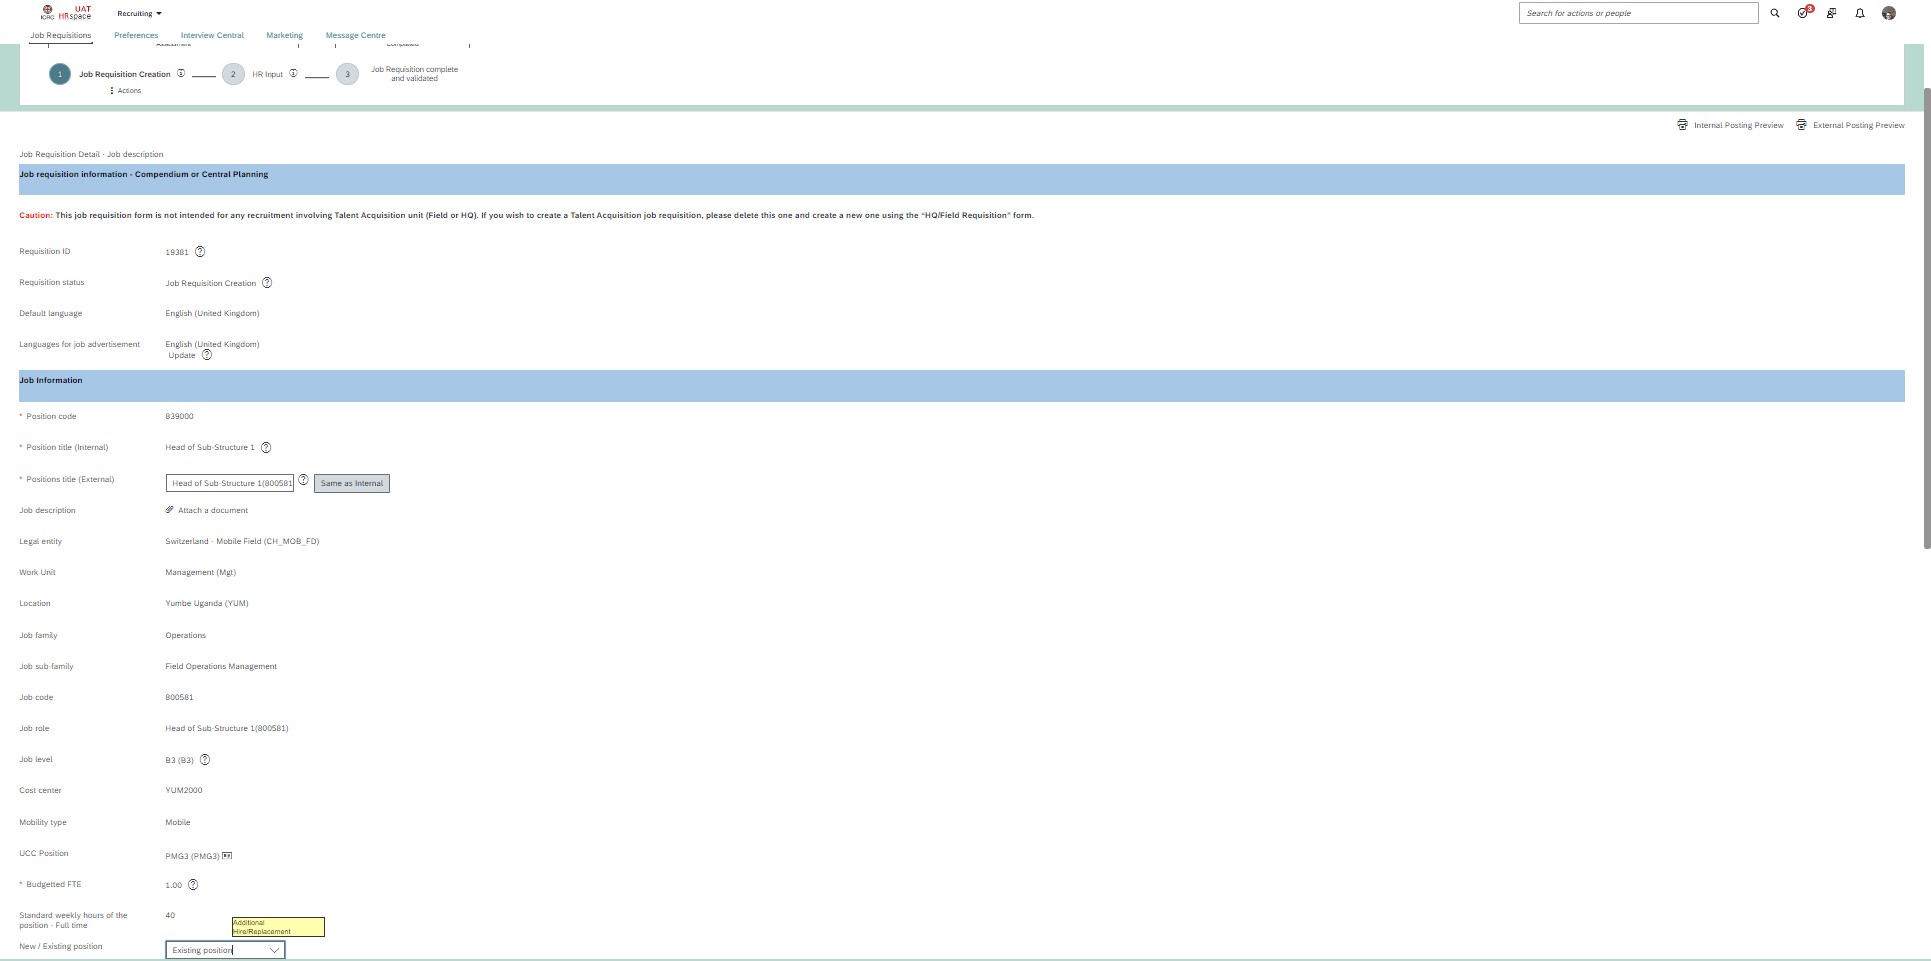 UAT
ICRC HRspace
Recruiting
Search for actions or people
3
Job Requisitions
Preferences
Interview Central
Marketing
Message Centre
Assessment
Completed
1
Job Requisition Creation
2
HR Input
3
Job Requisition complete
and validated
Actions
Internal Posting Preview
External Posting Preview
Job Requisition Detail - Job description
Job requisition information - Compendium or Central Planning
Caution: This job requisition form is not intended for any recruitment involving Talent Acquisition unit (Field or HQ). If you wish to create a Talent Acquisition job requisition, please delete this one and create a new one using the "HQ/Field Requisition" form.
Requisition ID 19381
Requisition status Job Requisition Creation
Default language English (United Kingdom)
Languages for job advertisement English (United Kingdom)
Update
Job Information
* Position code 839000
* Position title (Internal) Head of Sub-Structure 1
* Positions title (External) Head of Sub-Structure 1(800581 Same as Internal
Job description Attach a document
Legal entity Switzerland - Mobile Field (CH_MOB_FD)
Work Unit Management (Mgt)
Location Yumbe Uganda (YUM)
Job family Operations
Job sub-family Field Operations Management
Job code 800581
Job role Head of Sub-Structure 1(800581)
Job level B3 (B3)
Cost center YUM2000
Mobility type Mobile
UCC Position PMG3 (PMG3)
* Budgetted FTE 1.00
Standard weekly hours of the
position - Full time
40
Additional
Hire/Replacement
New / Existing position Existing position